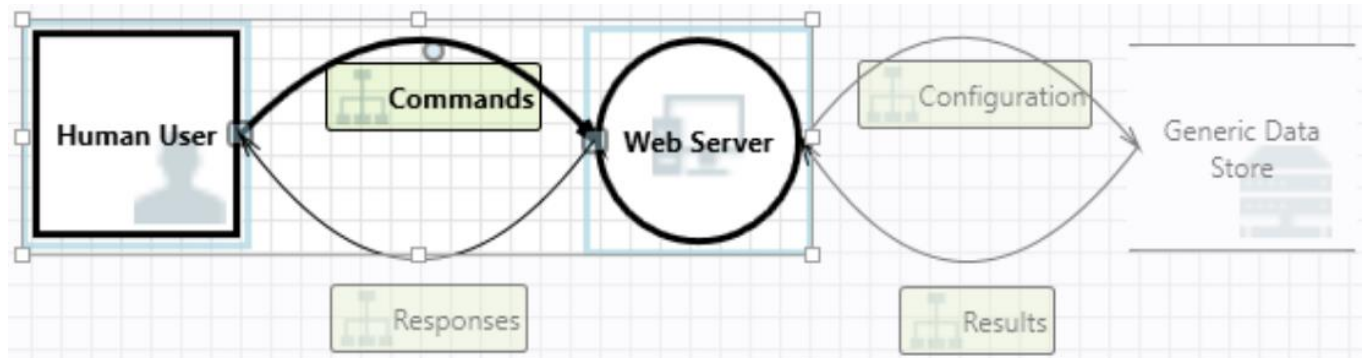 Human User
Commands
Web Server
Configuration
Generic Data
Store
Responses
Results